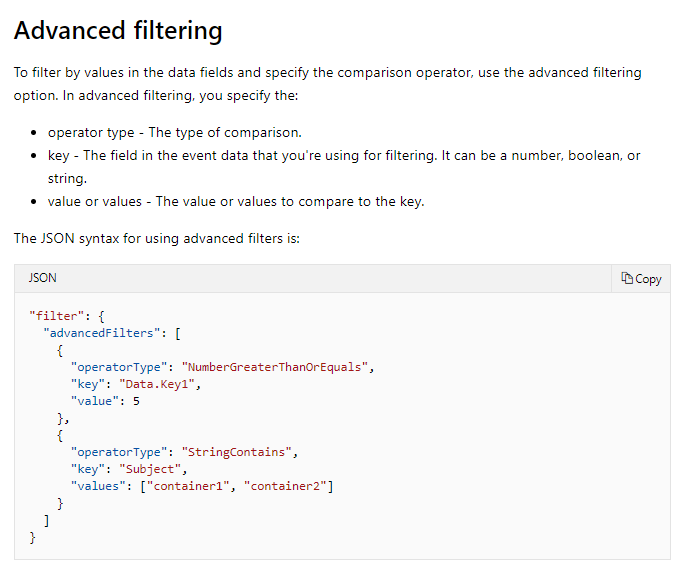 Advanced filtering
To filter by values in the data fields and specify the comparison operator, use the advanced filtering
option. In advanced filtering, you specify the:
• operator type - The type of comparison.
• key - The field in the event data that you're using for filtering. It can be a number, boolean, or
string.
• value or values - The value or values to compare to the key.
The JSON syntax for using advanced filters is:
JSON Copy
"filter": {
  "advancedFilters": [
    {
      "operatorType": "NumberGreaterThanOrEquals",
      "key": "Data.Key1",
      "value": 5
    },
    {
      "operatorType": "StringContains",
      "key": "Subject",
      "values": ["container1", "container2"]
    }
  ]
}